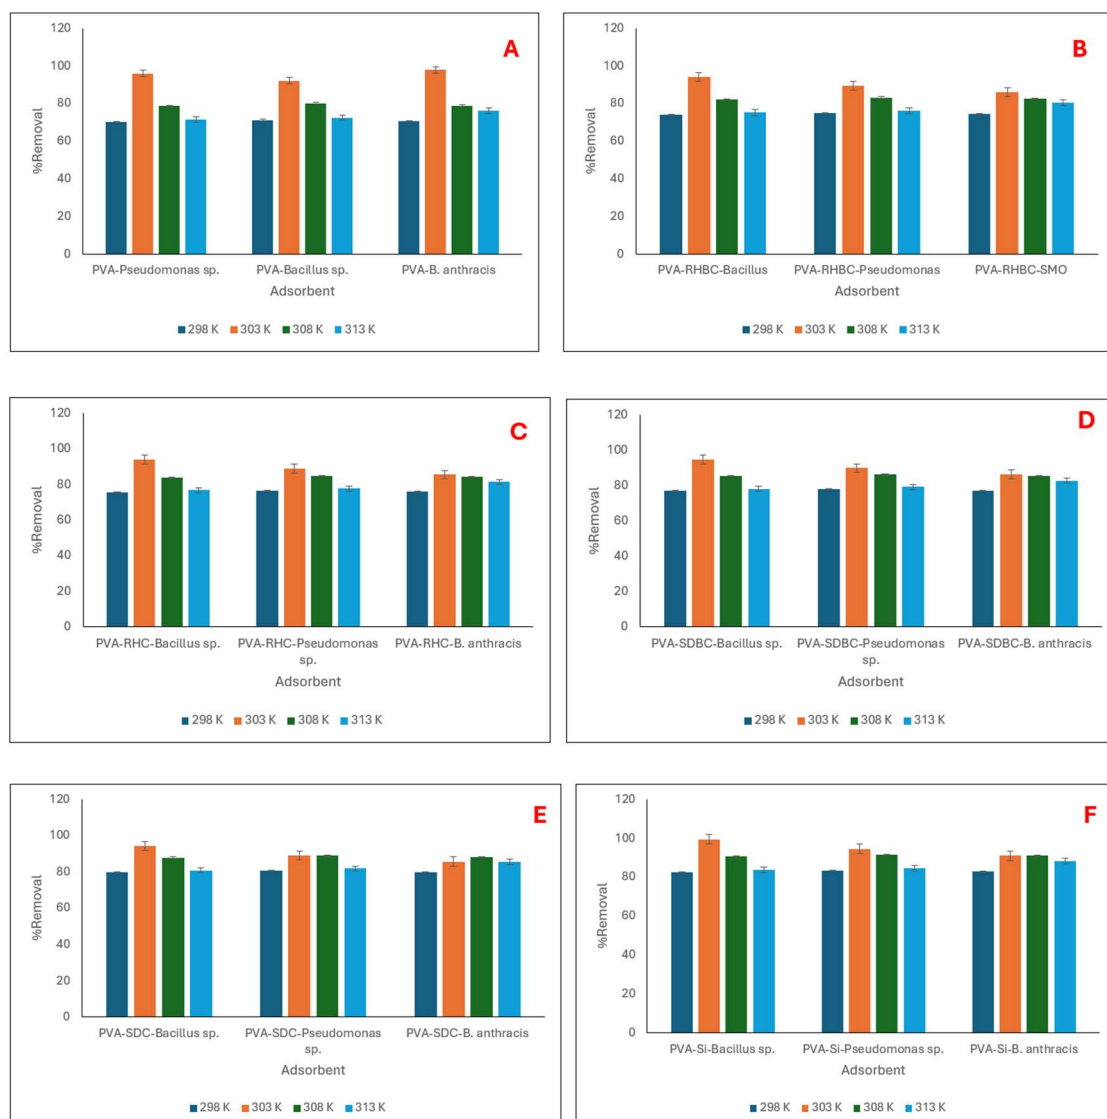 A
120
100
80
60
40
20
0
%Removal
PVA-Pseudomonas sp. PVA-Bacillus sp. PVA-B. anthracis
Adsorbent
298 K 303 K 308 K 313 K
B
120
100
80
60
40
20
0
%Removal
PVA-RHBC-Bacillus PVA-RHBC-Pseudomonas PVA-RHBC-SMO
Adsorbent
298 K 303 K 308 K 313 K
C
120
100
80
60
40
20
0
%Removal
PVA-RHC-Bacillus sp. PVA-RHC-Pseudomonas PVA-RHC-B. anthracis
sp.
Adsorbent
298 K 303 K 308 K 313 K
D
120
100
80
60
40
20
0
%Removal
PVA-SDBC-Bacillus sp. PVA-SDBC-Pseudomonas PVA-SDBC-B. anthracis
sp.
Adsorbent
298 K 303 K 308 K 313 K
E
120
100
80
60
40
20
0
%Removal
PVA-SDC-Bacillus sp. PVA-SDC-Pseudomonas PVA-SDC-B. anthracis
sp.
Adsorbent
298 K 303 K 308 K 313 K
F
120
100
80
60
40
20
0
%Removal
PVA-Si-Bacillus sp. PVA-Si-Pseudomonas sp. PVA-Si-B. anthracis
Adsorbent
298 K 303 K 308 K 313 K